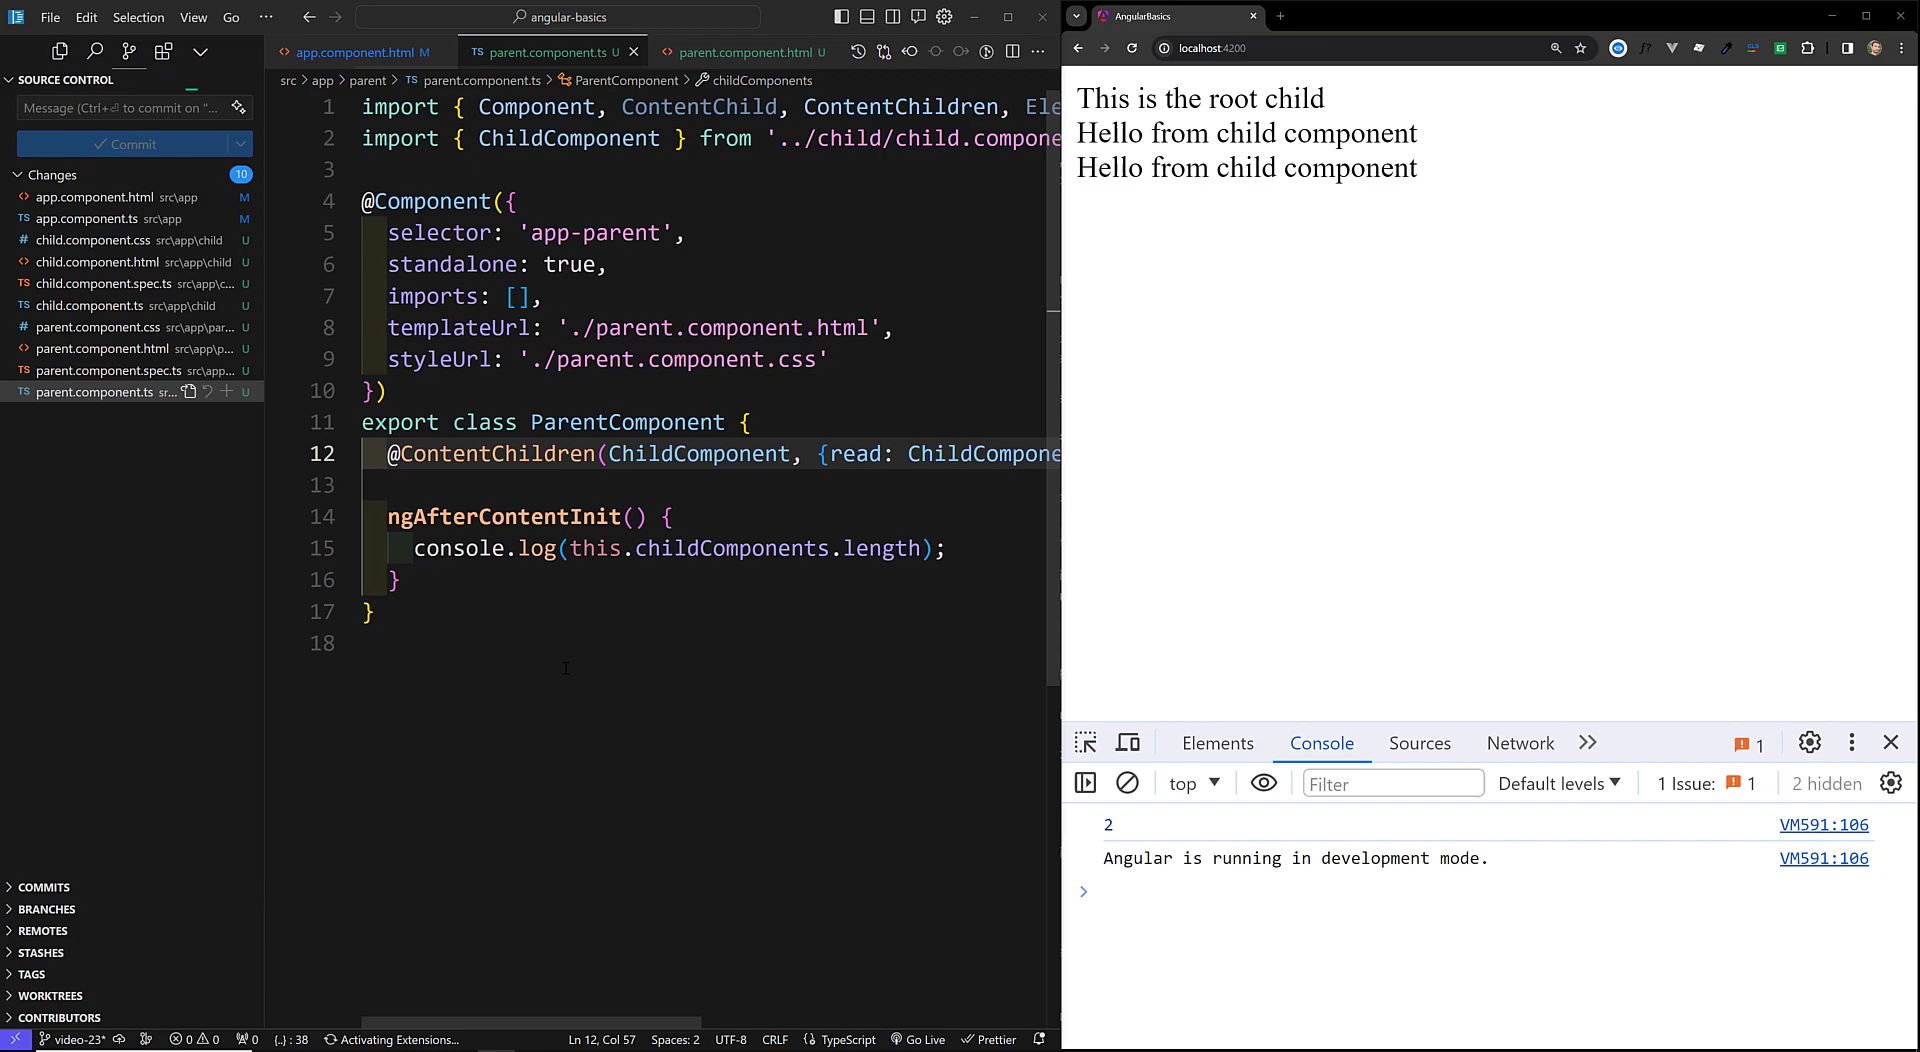 File Edit Selection View Go ··· angular-basics
SOURCE CONTROL
Message (Ctrl+⏎ to commit on "...
Commit
Changes 10
app.component.html src\app M
app.component.ts src\app M
child.component.css src\app\child U
child.component.html src\app\child U
child.component.spec.ts src\app\c... U
child.component.ts src\app\child U
parent.component.css src\app\par... U
parent.component.html src\app\p... U
parent.component.spec.ts src\app... U
parent.component.ts sr... U
COMMITS
BRANCHES
REMOTES
STASHES
TAGS
WORKTREES
CONTRIBUTORS
app.component.html M TS parent.component.ts U parent.component.html U
src > app > parent > TS parent.component.ts > ParentComponent > childComponents
1 import { Component, ContentChild, ContentChildren, Ele
2 import { ChildComponent } from '../child/child.compone
3
4 @Component({
5 selector: 'app-parent',
6 standalone: true,
7 imports: [],
8 templateUrl: './parent.component.html',
9 styleUrl: './parent.component.css'
10 })
11 export class ParentComponent {
12 @ContentChildren(ChildComponent, {read: ChildCompone
13
14 ngAfterContentInit() {
15 console.log(this.childComponents.length);
16 }
17 }
18
video-23* 0 0 0 {..} : 38 Activating Extensions... Ln 12, Col 57 Spaces: 2 UTF-8 CRLF TypeScript Go Live Prettier
AngularBasics
localhost:4200
This is the root child
Hello from child component
Hello from child component
Elements Console Sources Network 1
top Filter Default levels 1 Issue: 1 2 hidden
2 VM591:106
Angular is running in development mode. VM591:106